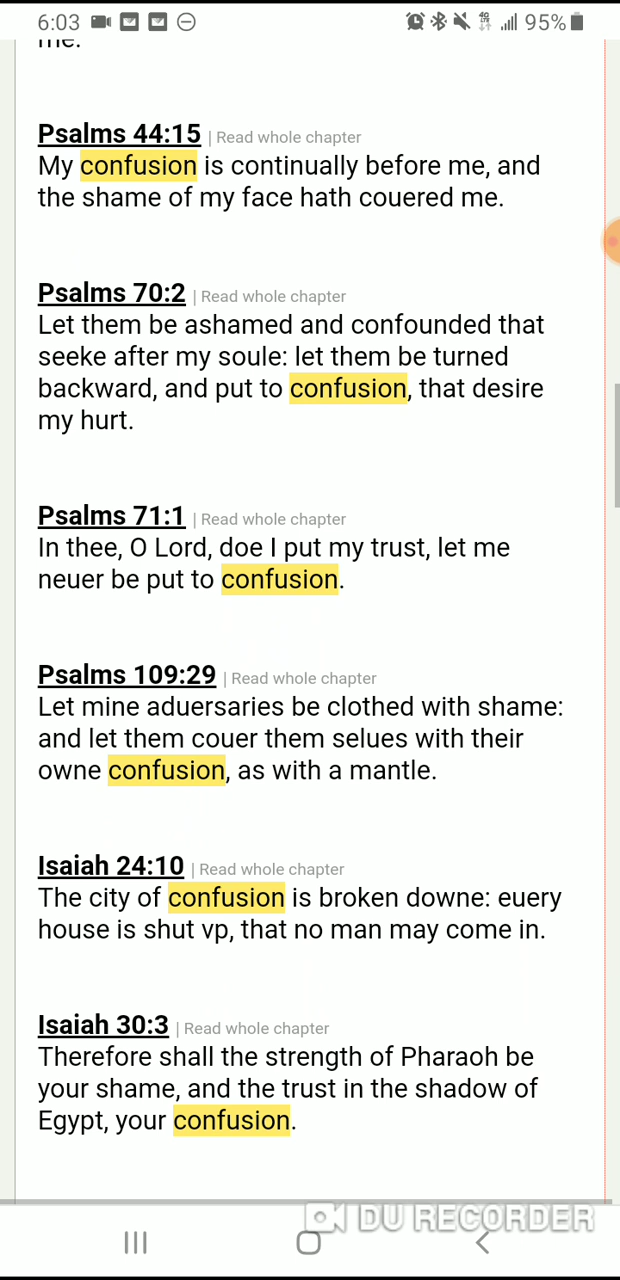 6:03 4G 95%
me.
Psalms 44:15 | Read whole chapter
My confusion is continually before me, and
the shame of my face hath couered me.
Psalms 70:2 | Read whole chapter
Let them be ashamed and confounded that
seeke after my soule: let them be turned
backward, and put to confusion, that desire
my hurt.
Psalms 71:1 | Read whole chapter
In thee, O Lord, doe I put my trust, let me
neuer be put to confusion.
Psalms 109:29 | Read whole chapter
Let mine aduersaries be clothed with shame:
and let them couer them selues with their
owne confusion, as with a mantle.
Isaiah 24:10 | Read whole chapter
The city of confusion is broken downe: euery
house is shut vp, that no man may come in.
Isaiah 30:3 | Read whole chapter
Therefore shall the strength of Pharaoh be
your shame, and the trust in the shadow of
Egypt, your confusion.
DU RECORDER